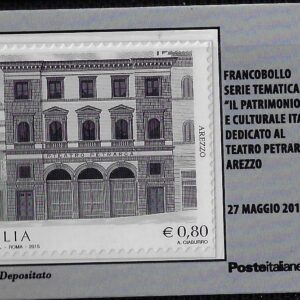 FRANCOBOLLO
SERIE TEMATICA
"IL PATRIMONIO
E CULTURALE ITA
DEDICATO AL
TEATRO PETRAR
AREZZO
27 MAGGIO 201
Posteitaliane
AREZZO
TEATRO PETRARCA
LIA
€ 0,80
ROMA - 2015
A. CIABURRO
Depositato